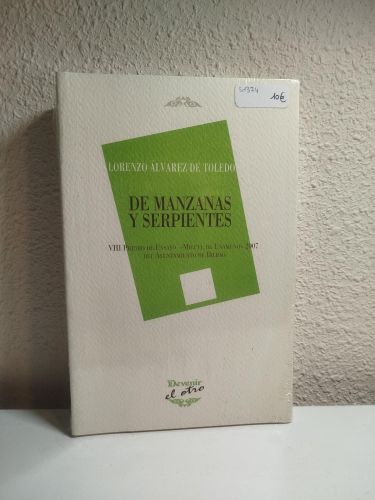 51374
10€
LORENZO ÁLVAREZ DE TOLEDO
DE MANZANAS
Y SERPIENTES
VIII PREMIO DE ENSAYO «MIGUEL DE UNAMUNO» 2007
DEL AYUNTAMIENTO DE BILBAO
Devenir
el otro